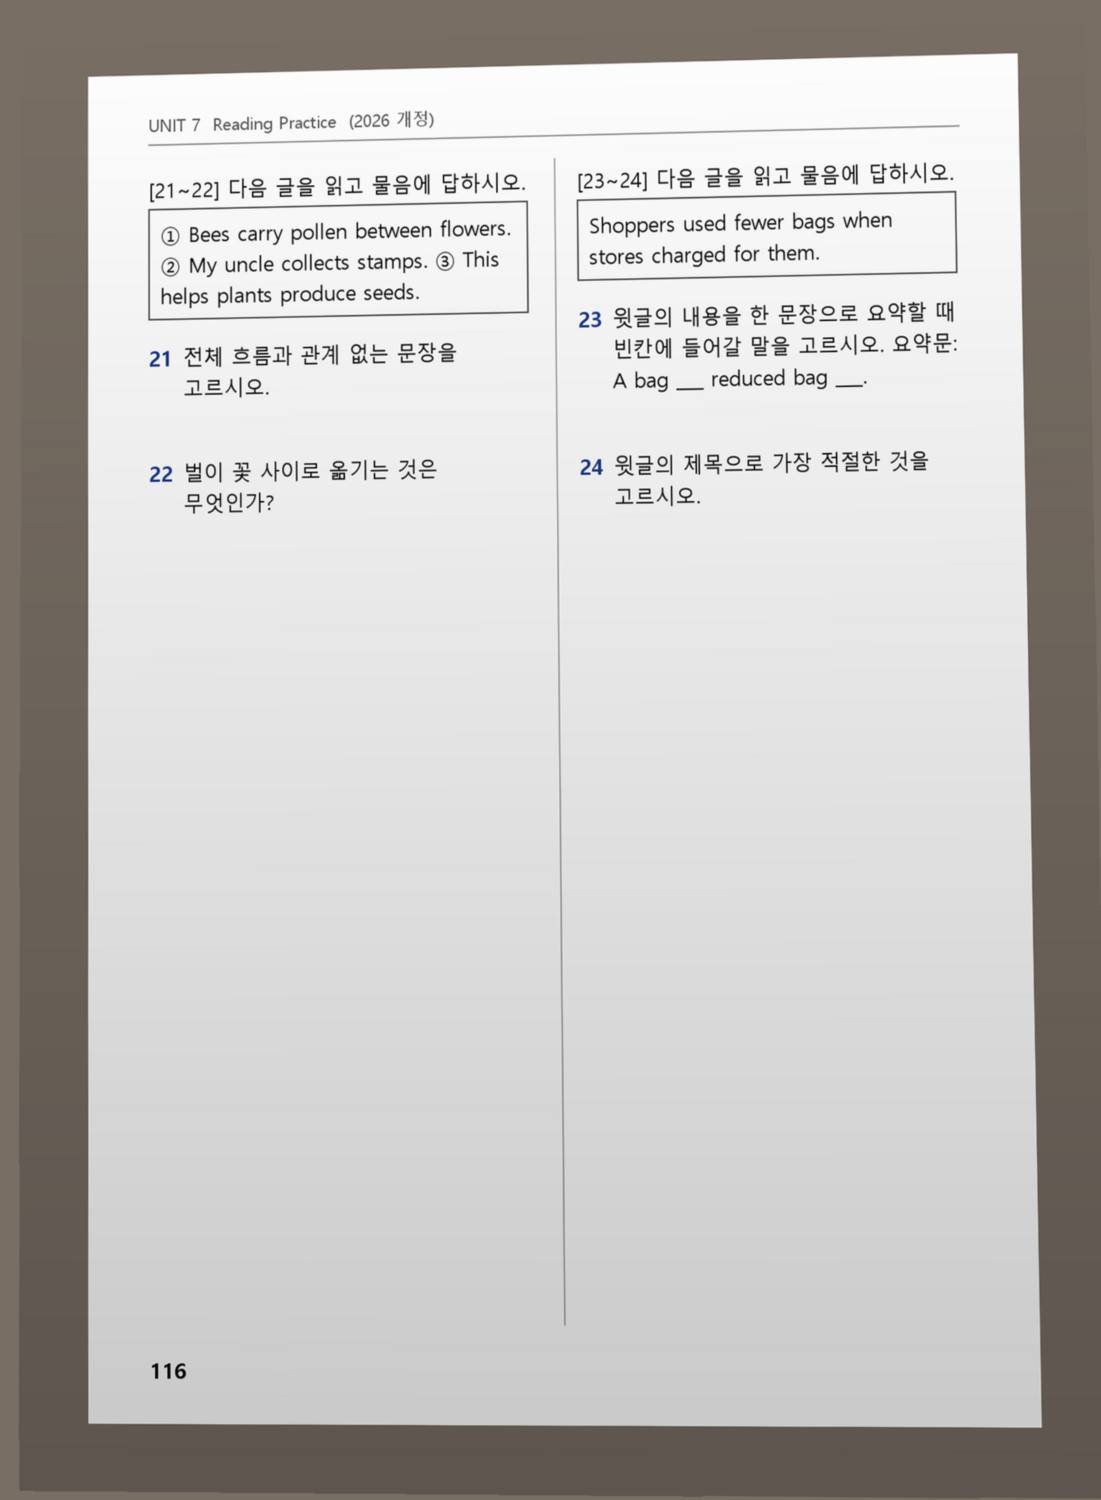 UNIT 7 Reading Practice (2026 개정)
[21~22] 다음 글을 읽고 물음에 답하시오.
① Bees carry pollen between flowers.
② My uncle collects stamps. ③ This
helps plants produce seeds.
21 전체 흐름과 관계 없는 문장을
고르시오.
22 벌이 꽃 사이로 옮기는 것은
무엇인가?
[23~24] 다음 글을 읽고 물음에 답하시오.
Shoppers used fewer bags when
stores charged for them.
23 윗글의 내용을 한 문장으로 요약할 때
빈칸에 들어갈 말을 고르시오. 요약문:
A bag ___ reduced bag ___.
24 윗글의 제목으로 가장 적절한 것을
고르시오.
116